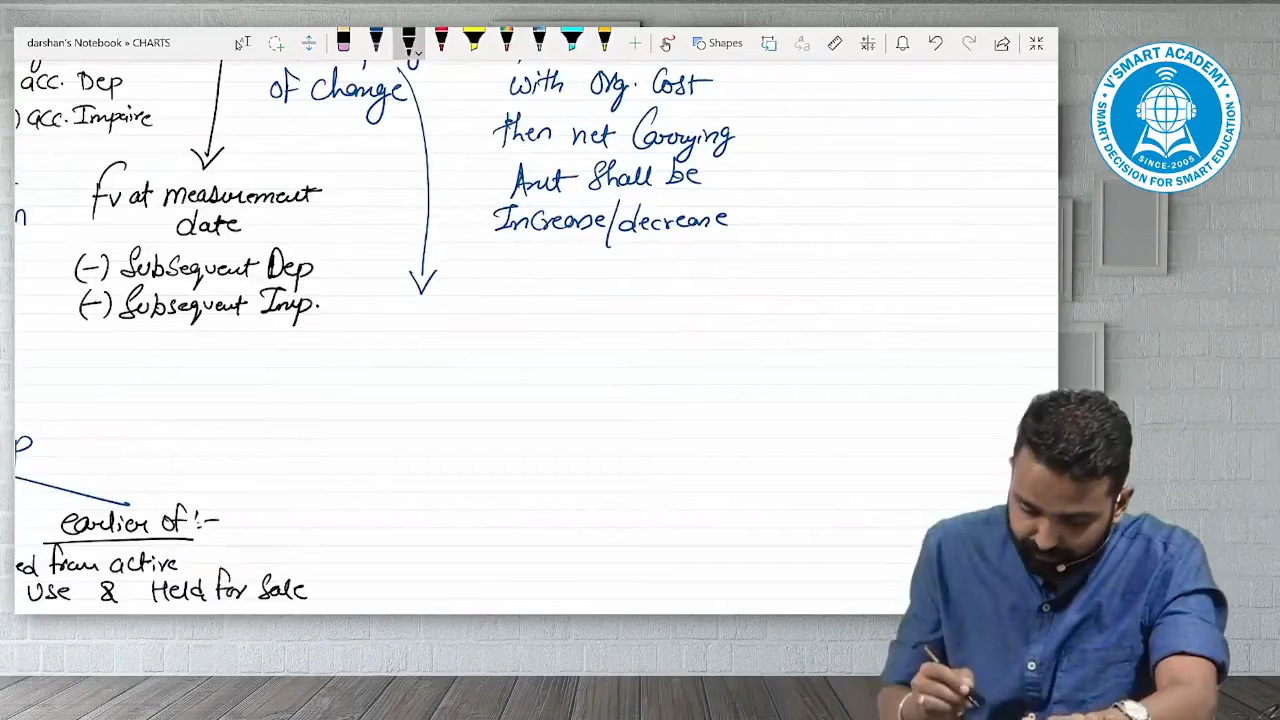 darshan's Notebook » CHARTS
Shapes
acc. Dep
) acc. Impaire
fv at measurement
date
(-) Subsequent Dep
(-) Subsequent Imp.
n
of change
with Org. Cost
then net Carrying
Amt Shall be
Increase/decrease
P
earlier of :-
ed from active
Use & Held for Sale
V'SMART ACADEMY
SINCE-2005
SMART DECISION FOR SMART EDUCATION